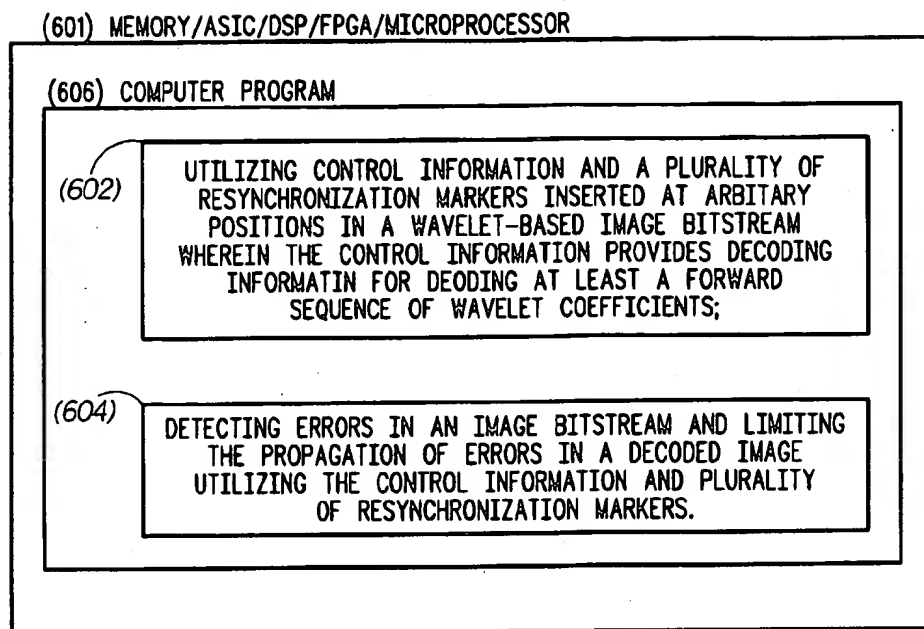 (601) MEMORY/ASIC/DSP/FPGA/MICROPROCESSOR
(606) COMPUTER PROGRAM
(602)
UTILIZING CONTROL INFORMATION AND A PLURALITY OF
RESYNCHRONIZATION MARKERS INSERTED AT ARBITARY
POSITIONS IN A WAVELET-BASED IMAGE BITSTREAM
WHEREIN THE CONTROL INFORMATION PROVIDES DECODING
INFORMATIN FOR DEODING AT LEAST A FORWARD
SEQUENCE OF WAVELET COEFFICIENTS;
(604)
DETECTING ERRORS IN AN IMAGE BITSTREAM AND LIMITING
THE PROPAGATION OF ERRORS IN A DECODED IMAGE
UTILIZING THE CONTROL INFORMATION AND PLURALITY
OF RESYNCHRONIZATION MARKERS.